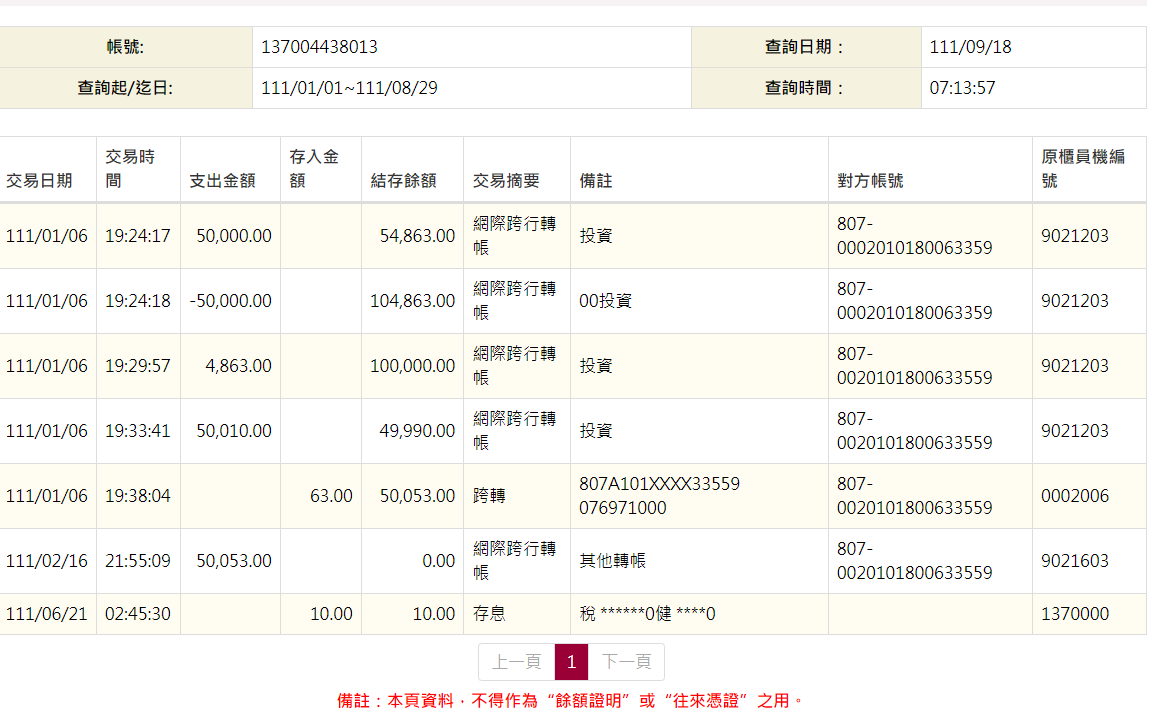 帳號: 137004438013 查詢日期： 111/09/18
查詢起/迄日: 111/01/01~111/08/29 查詢時間： 07:13:57
交易日期 交易時間 支出金額 存入金額 結存餘額 交易摘要 備註 對方帳號 原櫃員機編號
111/01/06 19:24:17 50,000.00 54,863.00 網際跨行轉帳 投資 807-0002010180063359 9021203
111/01/06 19:24:18 -50,000.00 104,863.00 網際跨行轉帳 00投資 807-0002010180063359 9021203
111/01/06 19:29:57 4,863.00 100,000.00 網際跨行轉帳 投資 807-0020101800633559 9021203
111/01/06 19:33:41 50,010.00 49,990.00 網際跨行轉帳 投資 807-0020101800633559 9021203
111/01/06 19:38:04 63.00 50,053.00 跨轉 807A101XXXX33559 076971000 807-0020101800633559 0002006
111/02/16 21:55:09 50,053.00 0.00 網際跨行轉帳 其他轉帳 807-0020101800633559 9021603
111/06/21 02:45:30 10.00 10.00 存息 稅 ******0健 ****0 1370000
上一頁 1 下一頁
備註：本頁資料，不得作為“餘額證明”或“往來憑證”之用。